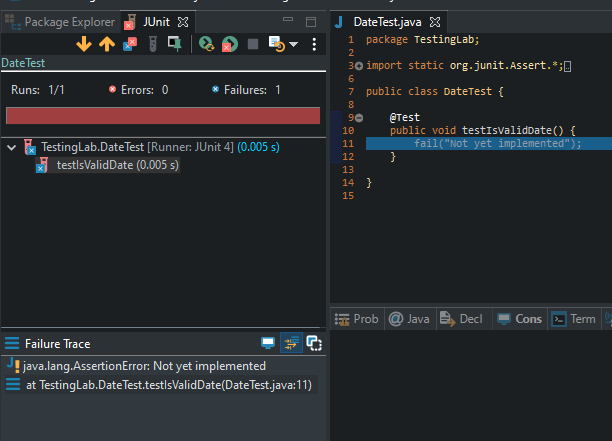 Package Explorer
JUnit
DateTest
Runs: 1/1
Errors: 0
Failures: 1
TestingLab.DateTest [Runner: JUnit 4] (0.005 s)
testIsValidDate (0.005 s)
Failure Trace
java.lang.AssertionError: Not yet implemented
at TestingLab.DateTest.testIsValidDate(DateTest.java:11)
DateTest.java
1 package TestingLab;
2
3 import static org.junit.Assert.*;
6
7 public class DateTest {
8
9 @Test
10 public void testIsValidDate() {
11 fail("Not yet implemented");
12 }
13
14 }
15
Prob
Java
Decl
Cons
Term